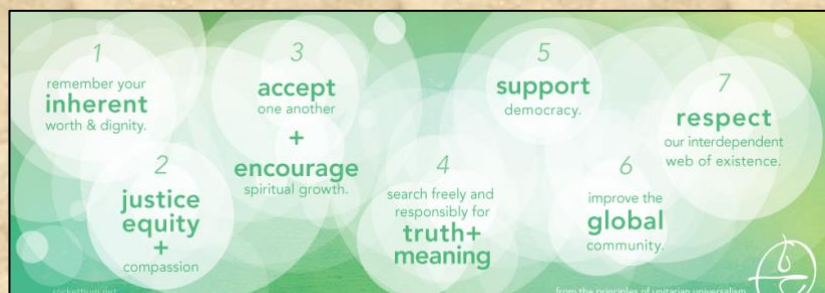 1
remember your
inherent
worth & dignity.
2
justice
equity
+
compassion
3
accept
one another
+
encourage
spiritual growth.
4
search freely and
responsibly for
truth+
meaning
5
support
democracy.
6
improve the
global
community.
7
respect
our interdependent
web of existence.
from the principles of unitarian universalism